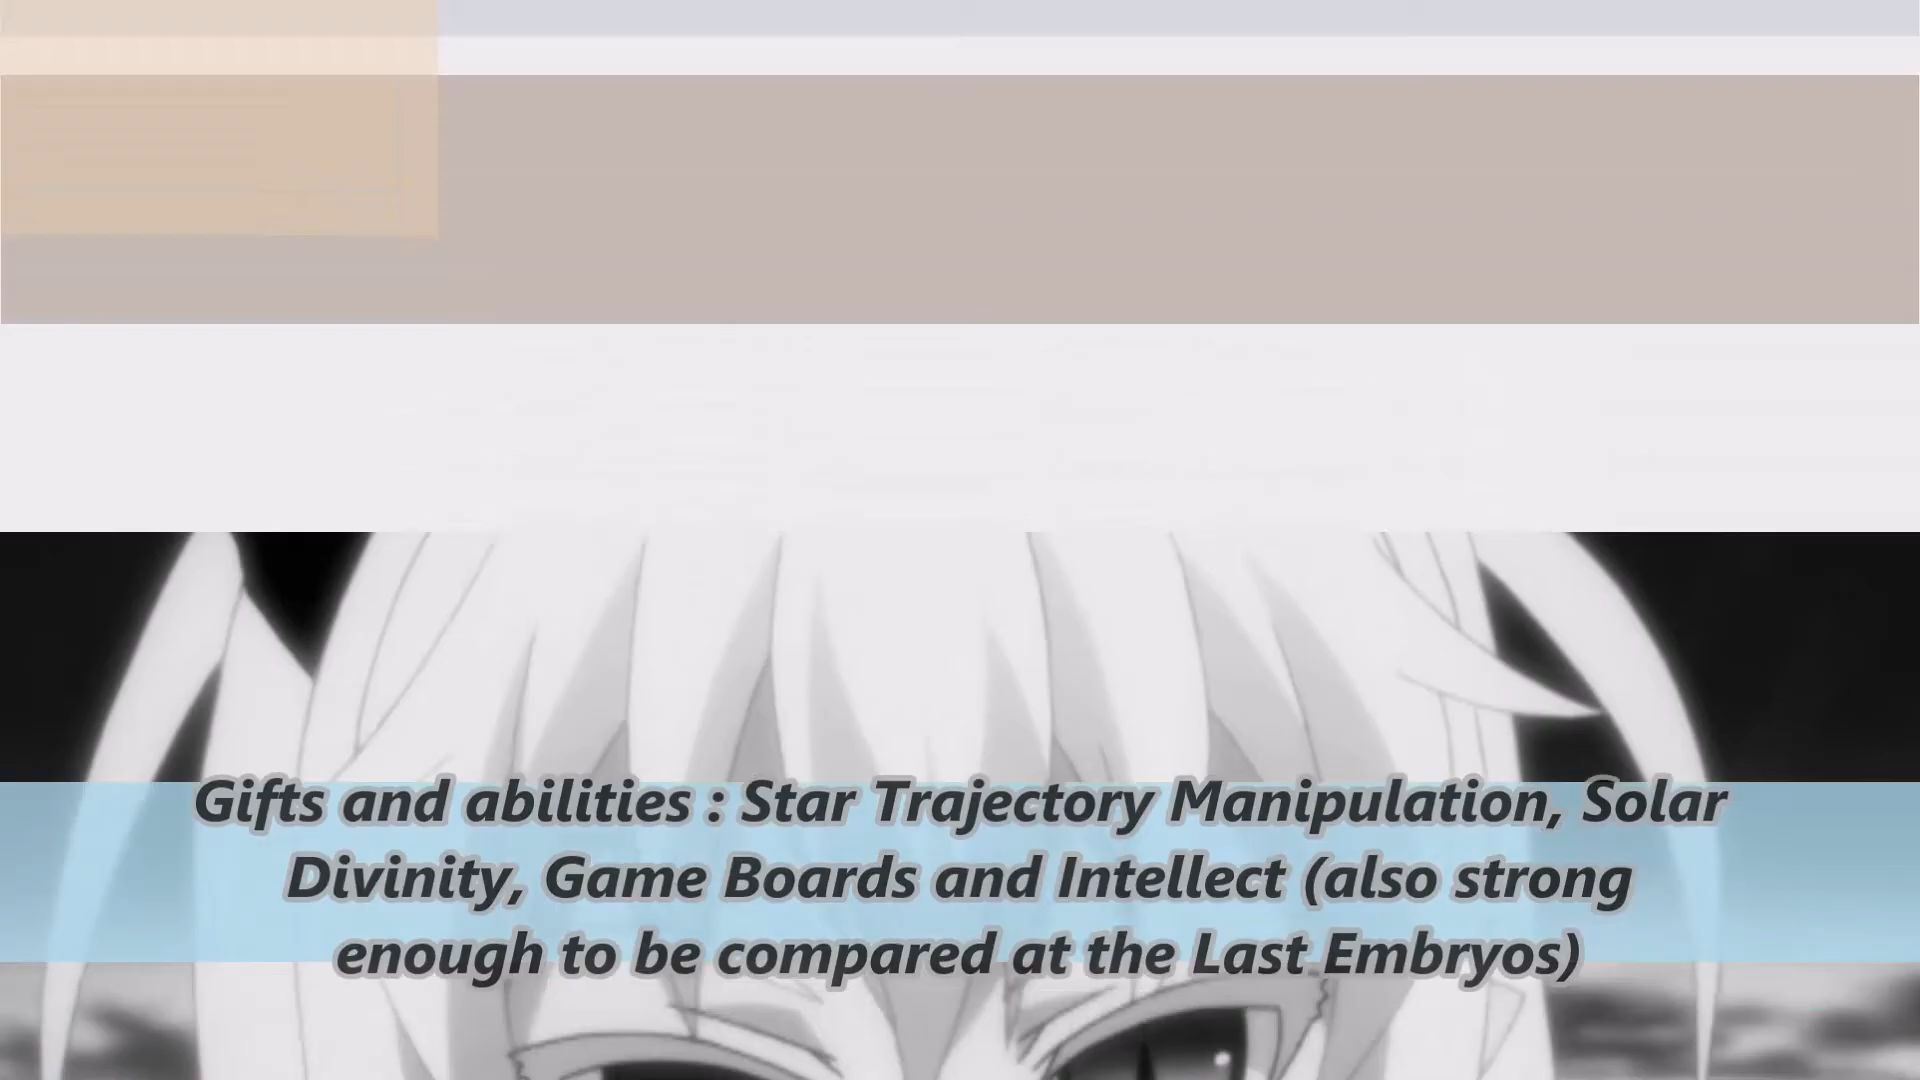 Gifts and abilities : Star Trajectory Manipulation, Solar
Divinity, Game Boards and Intellect (also strong
enough to be compared at the Last Embryos)